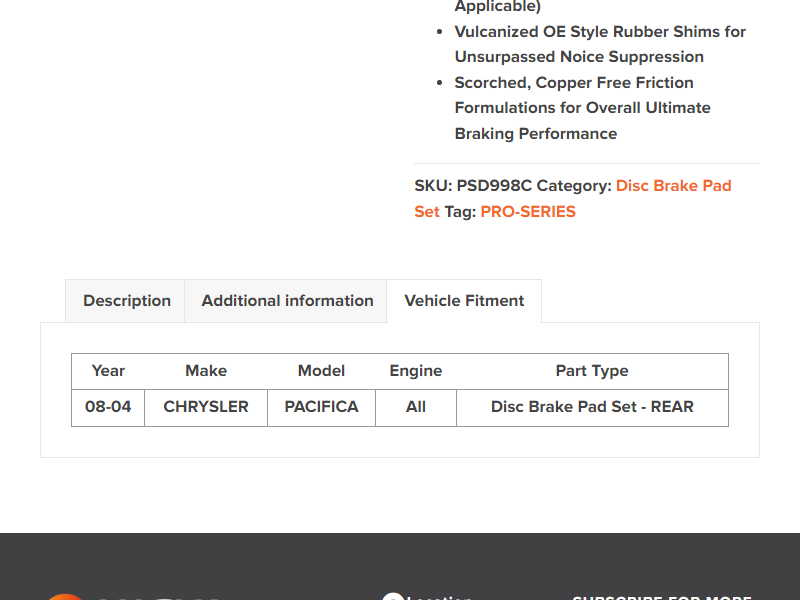 Applicable)
• Vulcanized OE Style Rubber Shims for
Unsurpassed Noice Suppression
• Scorched, Copper Free Friction
Formulations for Overall Ultimate
Braking Performance
SKU: PSD998C Category: Disc Brake Pad
Set Tag: PRO-SERIES
Description Additional information Vehicle Fitment
Year Make Model Engine Part Type
08-04 CHRYSLER PACIFICA All Disc Brake Pad Set - REAR
Location SUBSCRIBE FOR MORE